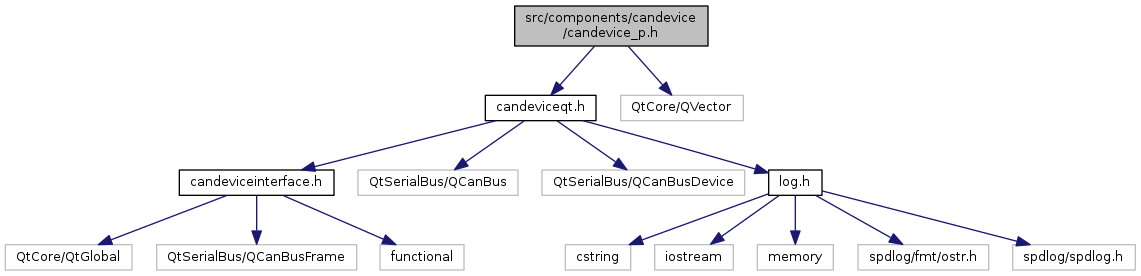 src/components/candevice
/candevice_p.h
candeviceqt.h
QtCore/QVector
candeviceinterface.h
QtSerialBus/QCanBus
QtSerialBus/QCanBusDevice
log.h
QtCore/QtGlobal
QtSerialBus/QCanBusFrame
functional
cstring
iostream
memory
spdlog/fmt/ostr.h
spdlog/spdlog.h